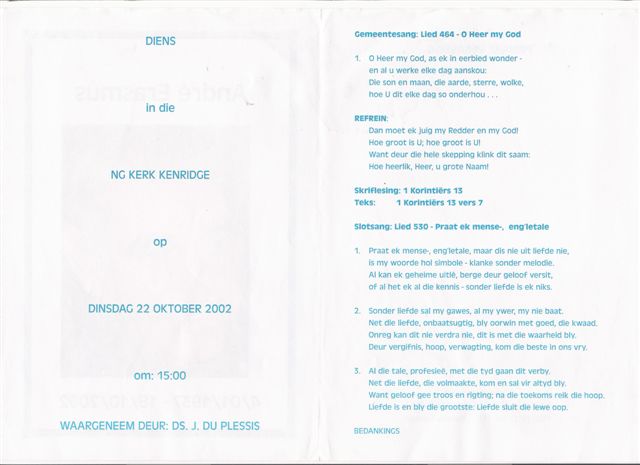 DIENS
in die
NG KERK KENRIDGE
op
DINSDAG 22 OKTOBER 2002
om: 15:00
WAARGENEEM DEUR: DS. J. DU PLESSIS
Gemeentesang: Lied 464 - O Heer my God
1. O Heer my God, as ek in eerbied wonder -
en al u werke elke dag aanskou:
Die son en maan, die aarde, sterre, wolke,
hoe U dit elke dag so onderhou . . .
REFREIN:
Dan moet ek juig my Redder en my God!
Hoe groot is U; hoe groot is U!
Want deur die hele skepping klink dit saam:
Hoe heerlik, Heer, u grote Naam!
Skriflesing: 1 Korintiërs 13
Teks: 1 Korintiërs 13 vers 7
Slotsang: Lied 530 - Praat ek mense-, eng'letale
1. Praat ek mense-, eng'letale, maar dis nie uit liefde nie,
is my woorde hol simbole - klanke sonder melodie.
Al kan ek geheime uitlê, berge deur geloof versit,
of al het ek al die kennis - sonder liefde is ek niks.
2. Sonder liefde sal my gawes, al my ywer, my nie baat.
Net die liefde, onbaatsugtig, bly oorwin met goed, die kwaad.
Onreg kan dit nie verdra nie, dit is met die waarheid bly.
Deur vergifnis, hoop, verwagting, kom die beste in ons vry.
3. Al die tale, profesieë, met die tyd gaan dit verby.
Net die liefde, die volmaakte, kom en sal vir altyd bly.
Want geloof gee troos en rigting; na die toekoms reik die hoop.
Liefde is en bly die grootste: Liefde sluit die lewe oop.
BEDANKINGS
André Erasmus
4/01/1957 - 18/10/2002